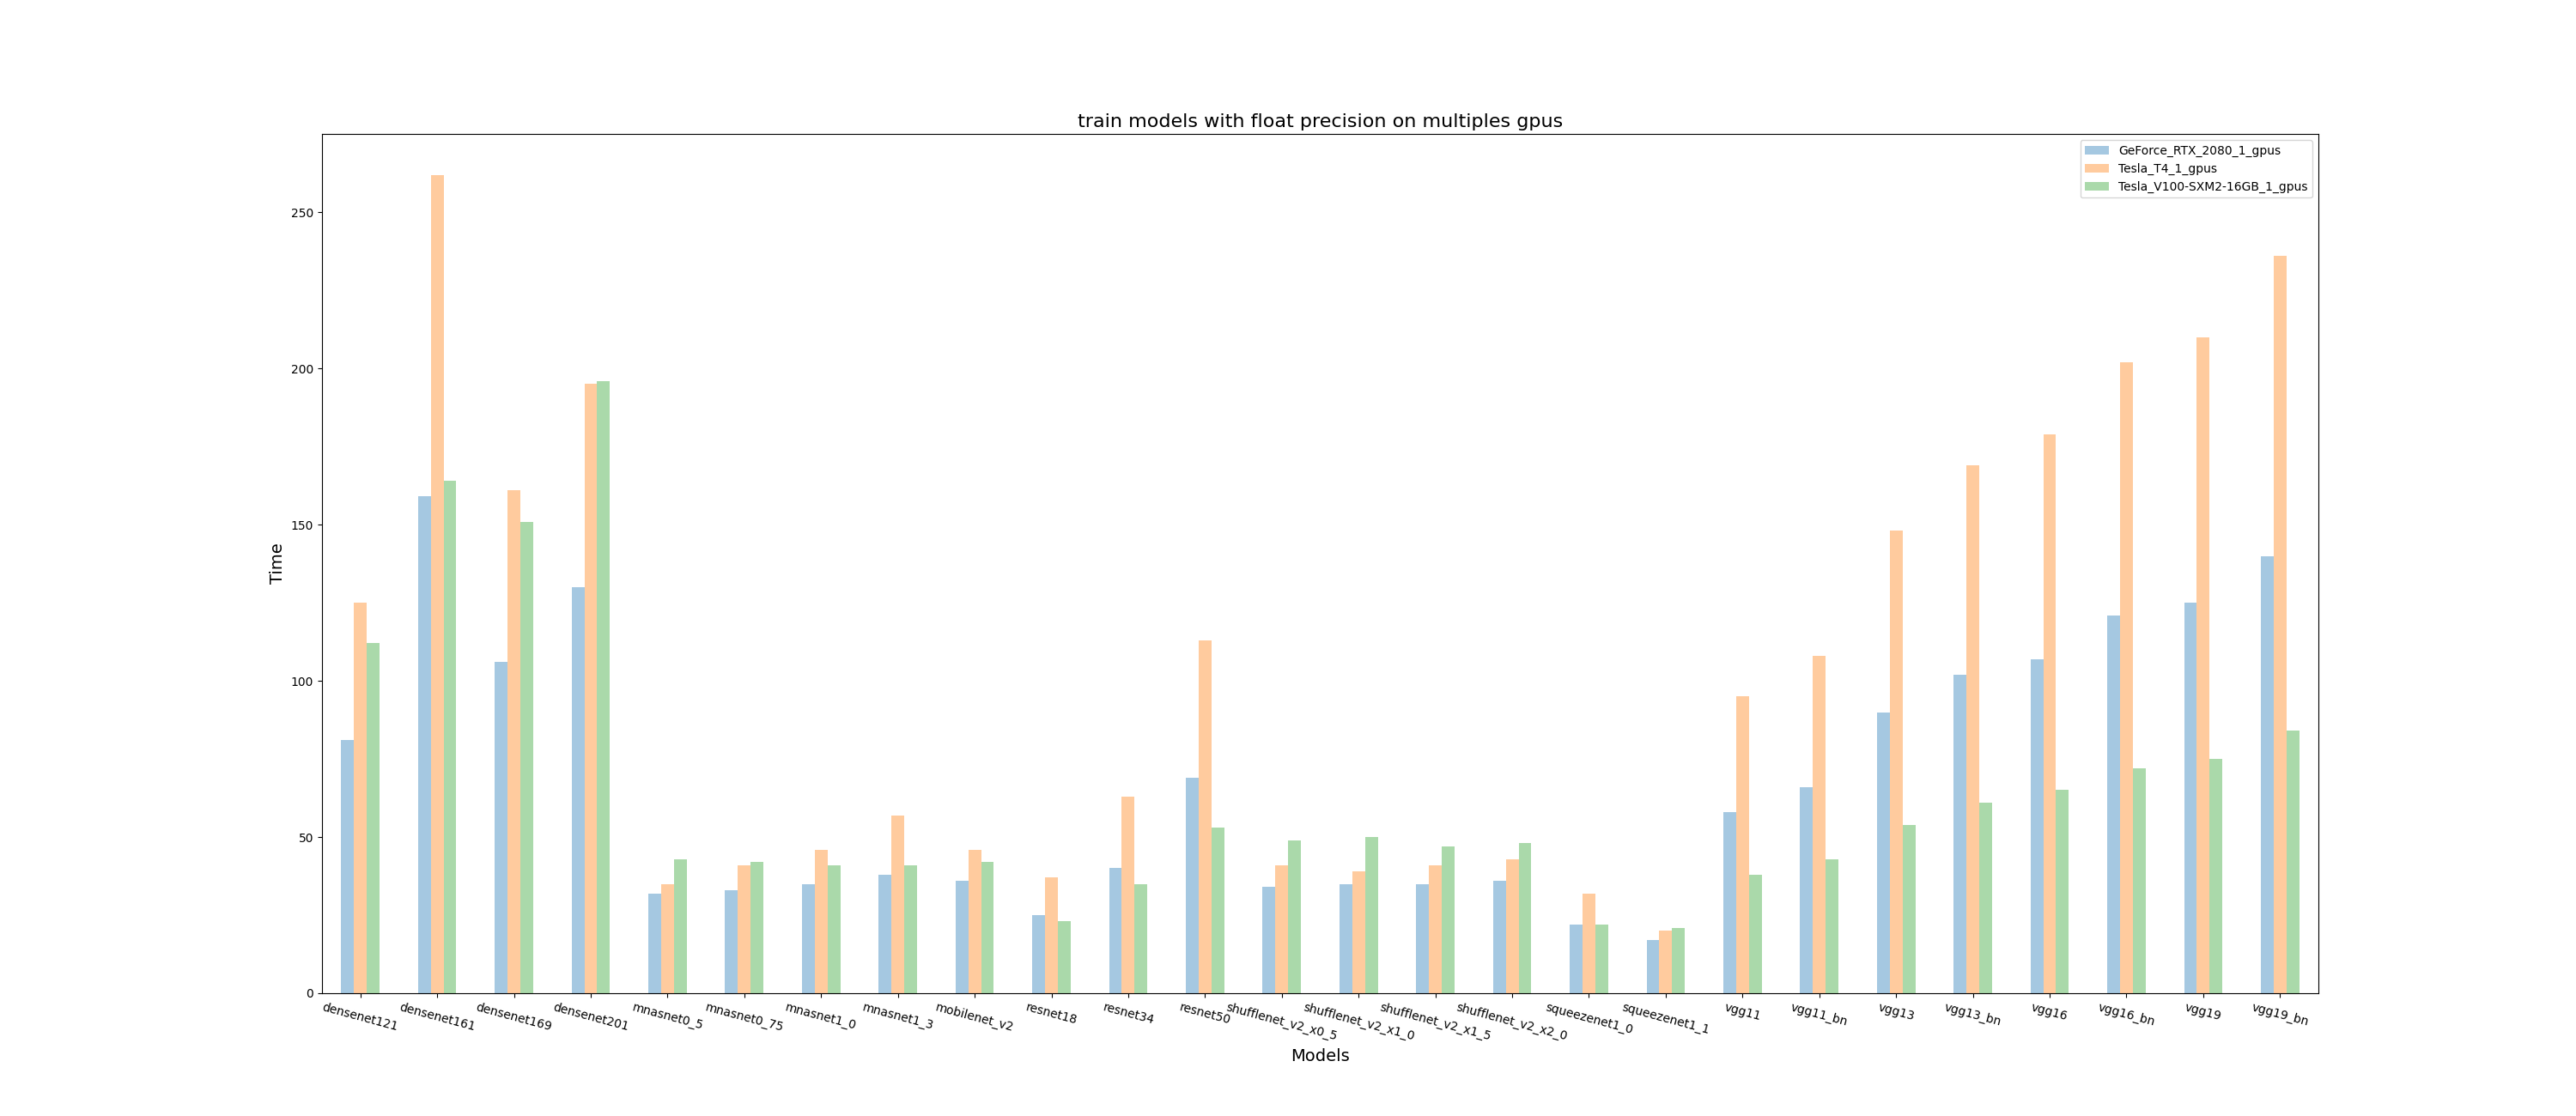 train models with float precision on multiples gpus
GeForce_RTX_2080_1_gpus
Tesla_T4_1_gpus
Tesla_V100-SXM2-16GB_1_gpus
Time
250
200
150
100
50
0
densenet121
densenet161
densenet169
densenet201
mnasnet0_5
mnasnet0_75
mnasnet1_0
mnasnet1_3
mobilenet_v2
resnet18
resnet34
resnet50
shufflenet_v2_x0_5
shufflenet_v2_x1_0
shufflenet_v2_x1_5
shufflenet_v2_x2_0
squeezenet1_0
squeezenet1_1
vgg11
vgg11_bn
vgg13
vgg13_bn
vgg16
vgg16_bn
vgg19
vgg19_bn
Models